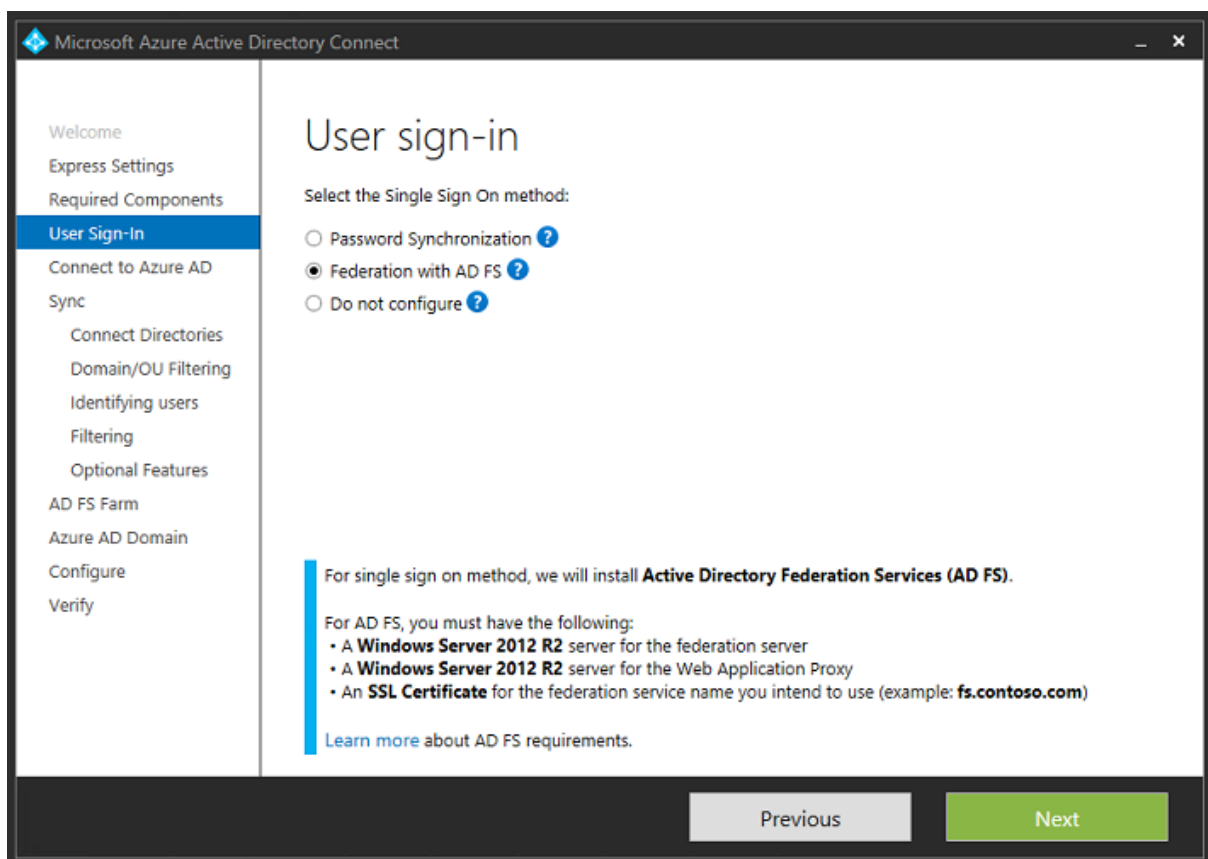 Microsoft Azure Active Directory Connect
Welcome
Express Settings
Required Components
User Sign-In
Connect to Azure AD
Sync
Connect Directories
Domain/OU Filtering
Identifying users
Filtering
Optional Features
AD FS Farm
Azure AD Domain
Configure
Verify
User sign-in
Select the Single Sign On method:
Password Synchronization ?
Federation with AD FS ?
Do not configure ?
For single sign on method, we will install Active Directory Federation Services (AD FS).
For AD FS, you must have the following:
• A Windows Server 2012 R2 server for the federation server
• A Windows Server 2012 R2 server for the Web Application Proxy
• An SSL Certificate for the federation service name you intend to use (example: fs.contoso.com)
Learn more about AD FS requirements.
Previous
Next